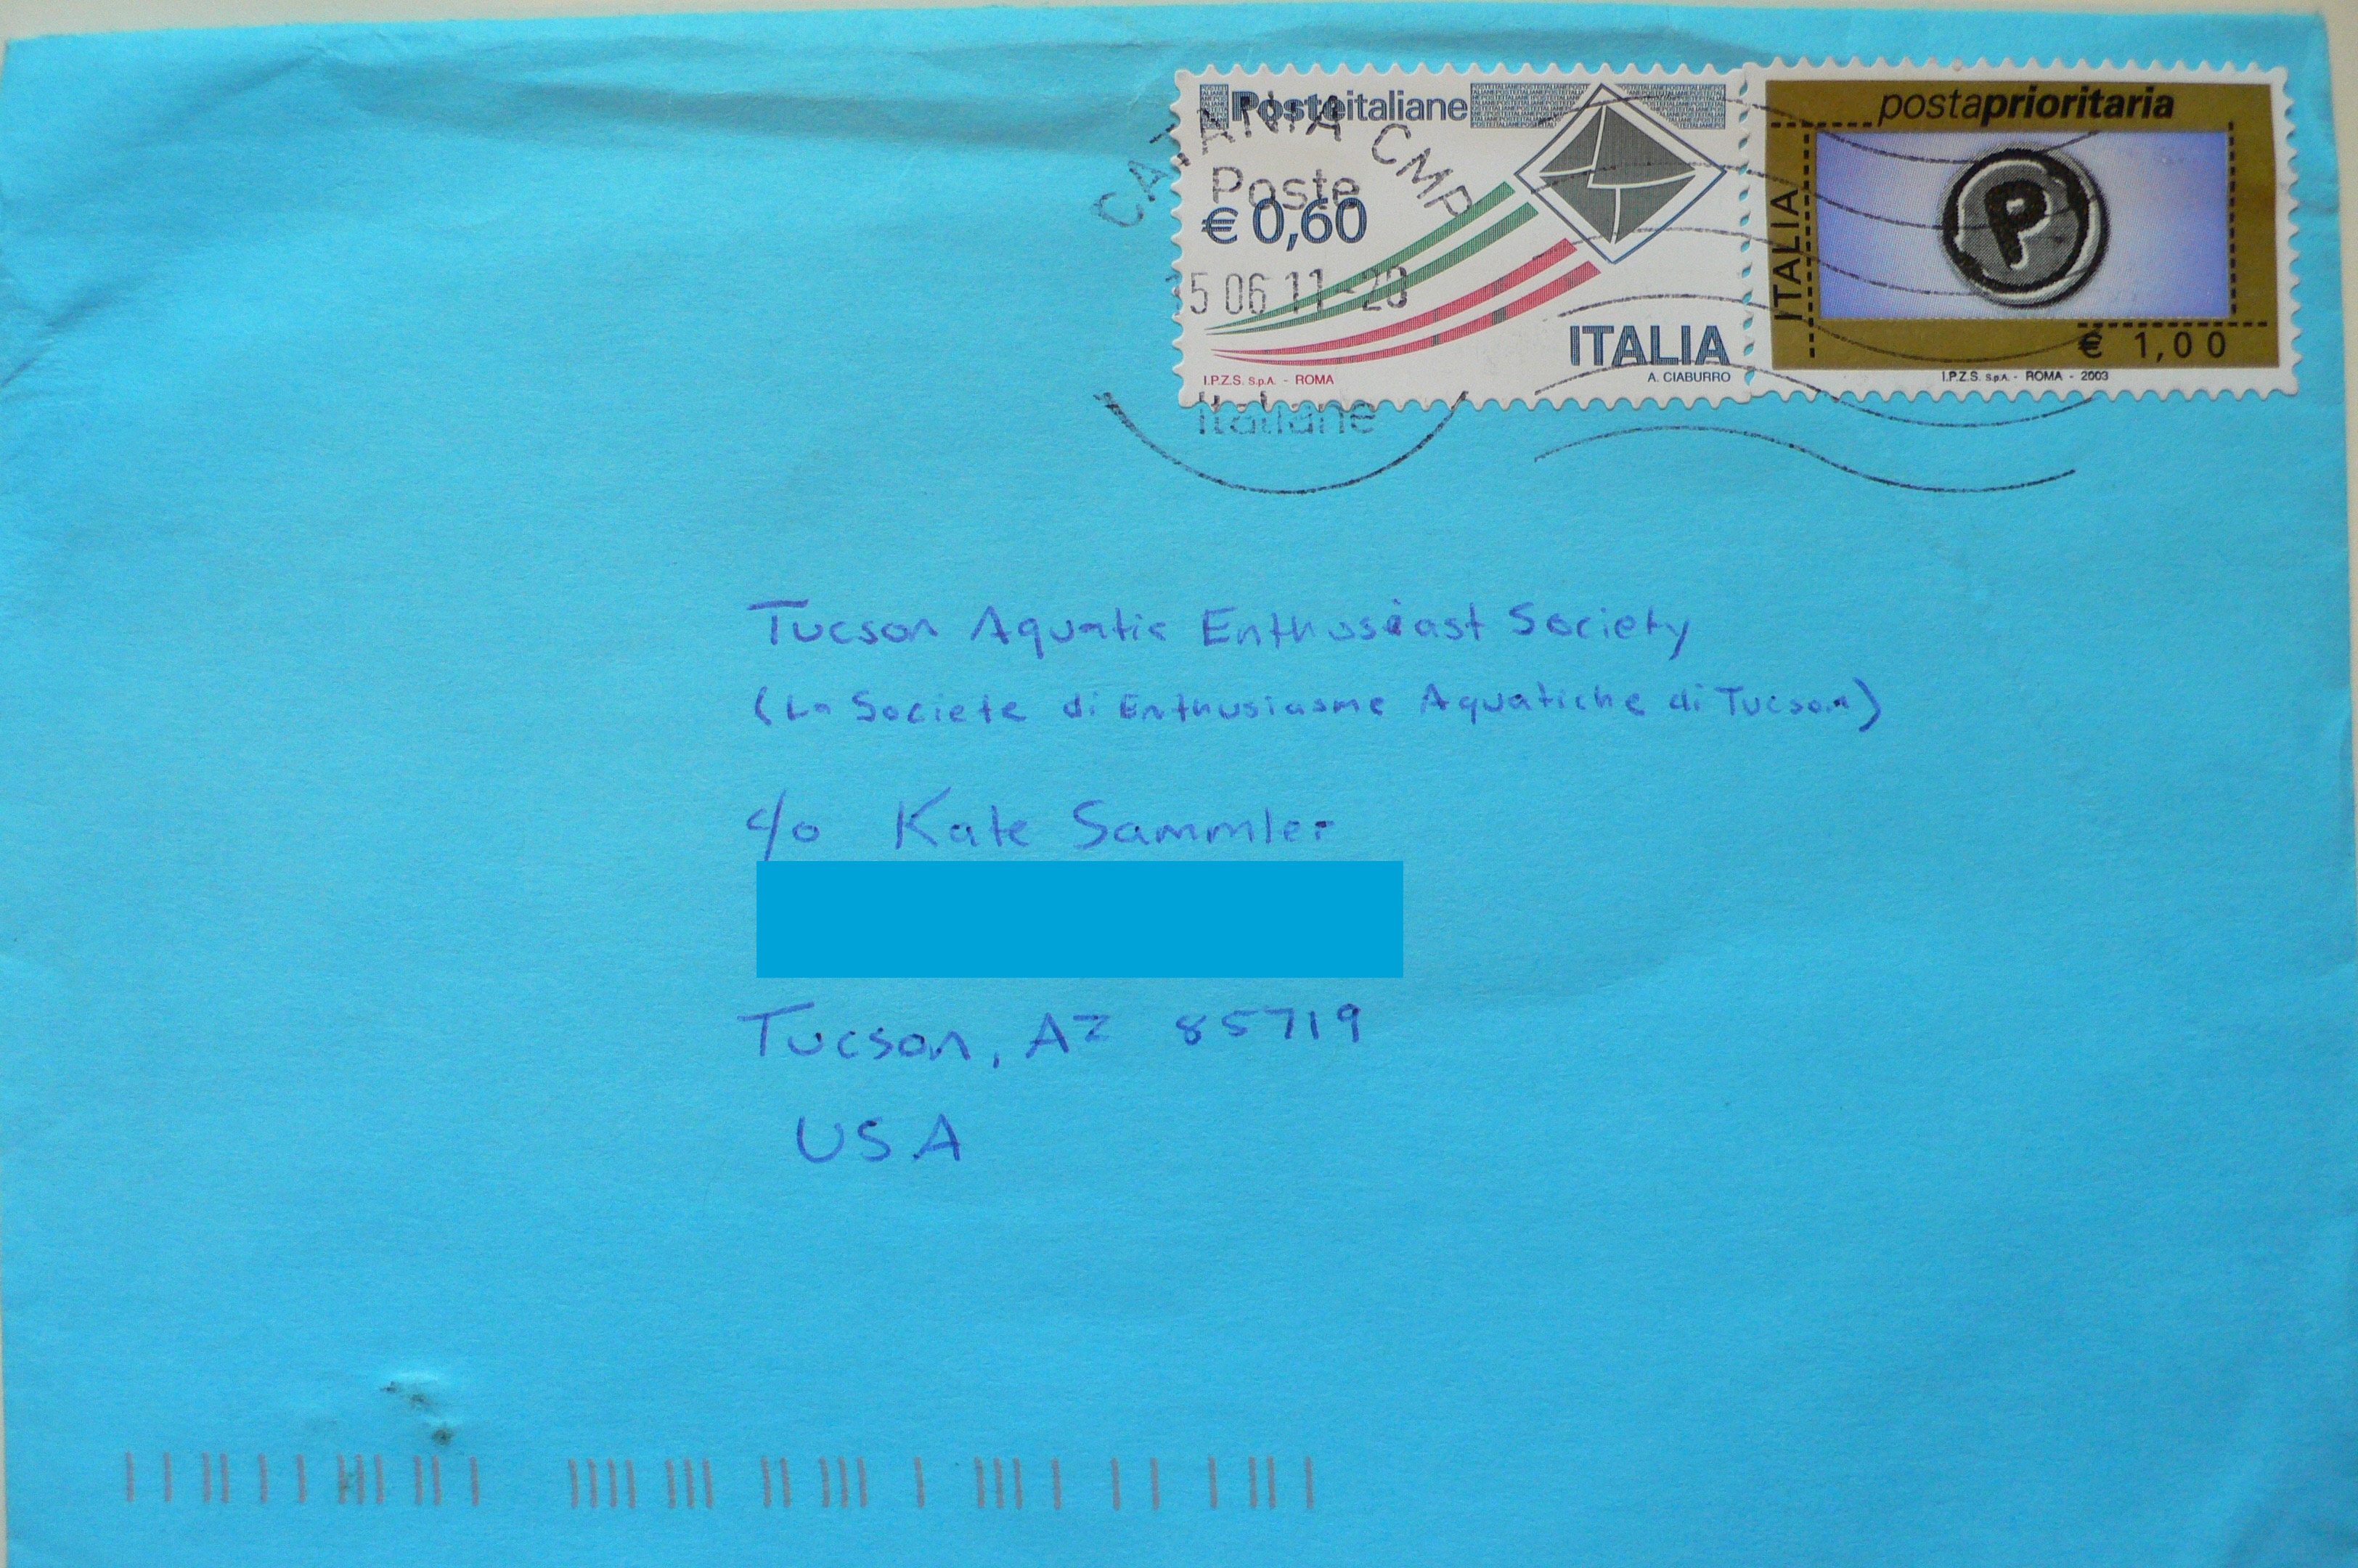 Posteitaliane
CATANIA CMP
Poste
€ 0,60
5 06 11-20
ITALIA
I.P.Z.S. S.p.A. - ROMA
A. CIABURRO
Italiane
postaprioritaria
ITALIA
P
€ 1,00
I.P.Z.S. S.p.A. - ROMA - 2003
Tucson Aquatic Enthusiast Society
(La Societe di Enthusiasme Aquatiche di Tucson)
c/o Kate Sammler
Tucson, AZ 85719
USA